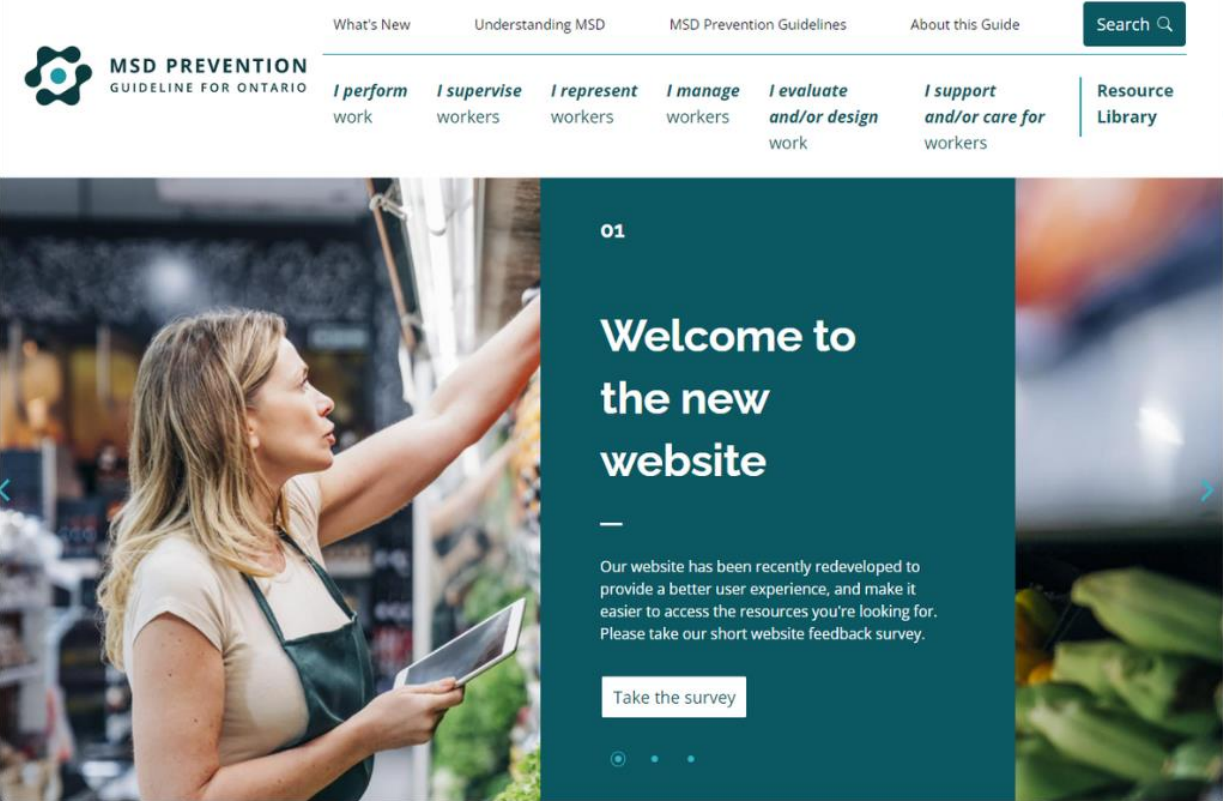 What's New
Understanding MSD
MSD Prevention Guidelines
About this Guide
Search
MSD PREVENTION
GUIDELINE FOR ONTARIO
I perform
work
I supervise
workers
I represent
workers
I manage
workers
I evaluate
and/or design
work
I support
and/or care for
workers
Resource
Library
01
Welcome to
the new
website
Our website has been recently redeveloped to
provide a better user experience, and make it
easier to access the resources you're looking for.
Please take our short website feedback survey.
Take the survey